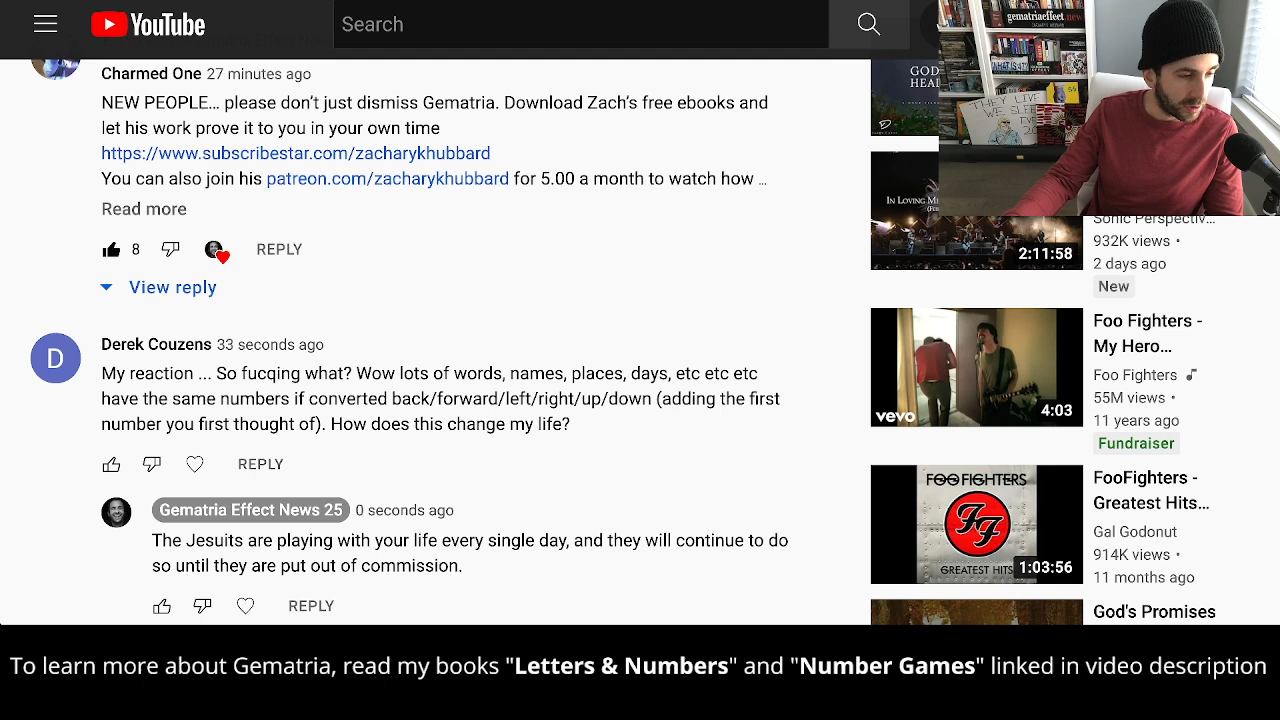 YouTube
Search
Charmed One 27 minutes ago
NEW PEOPLE... please don't just dismiss Gematria. Download Zach's free ebooks and
let his work prove it to you in your own time
https://www.subscribestar.com/zacharykhubbard
You can also join his patreon.com/zacharykhubbard for 5.00 a month to watch how ...
Read more
8 REPLY
View reply
D
Derek Couzens 33 seconds ago
My reaction ... So fucqing what? Wow lots of words, names, places, days, etc etc etc
have the same numbers if converted back/forward/left/right/up/down (adding the first
number you first thought of). How does this change my life?
REPLY
Gematria Effect News 25 0 seconds ago
The Jesuits are playing with your life every single day, and they will continue to do
so until they are put out of commission.
REPLY
gematriaeffect.new
THEY LIVE
WE SLEE
GOD
HEA
IN LOVING ME
2:11:58
Sonic Perspectiv...
932K views •
2 days ago
New
vevo
4:03
Foo Fighters -
My Hero...
Foo Fighters
55M views •
11 years ago
Fundraiser
FOO FIGHTERS
FF
GREATEST HITS
1:03:56
FooFighters -
Greatest Hits...
Gal Godonut
914K views •
11 months ago
God's Promises
To learn more about Gematria, read my books "Letters & Numbers" and "Number Games" linked in video description